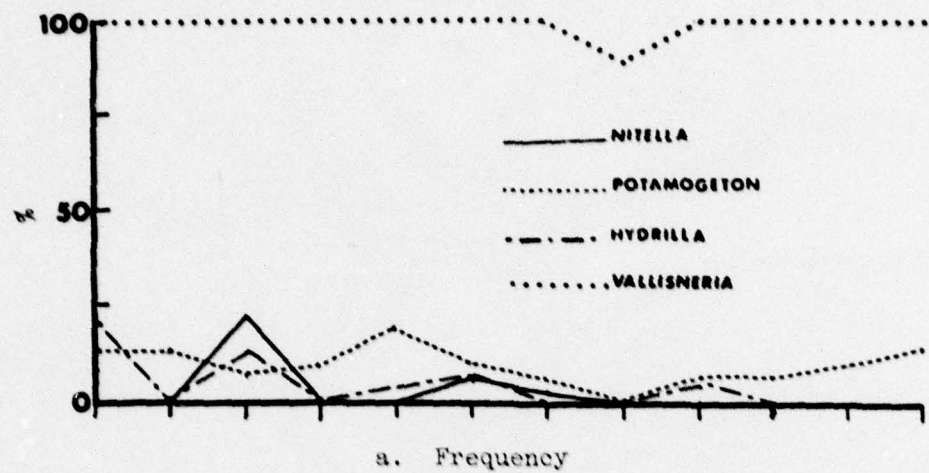 100
%
50
NITELLA
POTAMOGETON
HYDRILLA
VALLISNERIA
0
a. Frequency